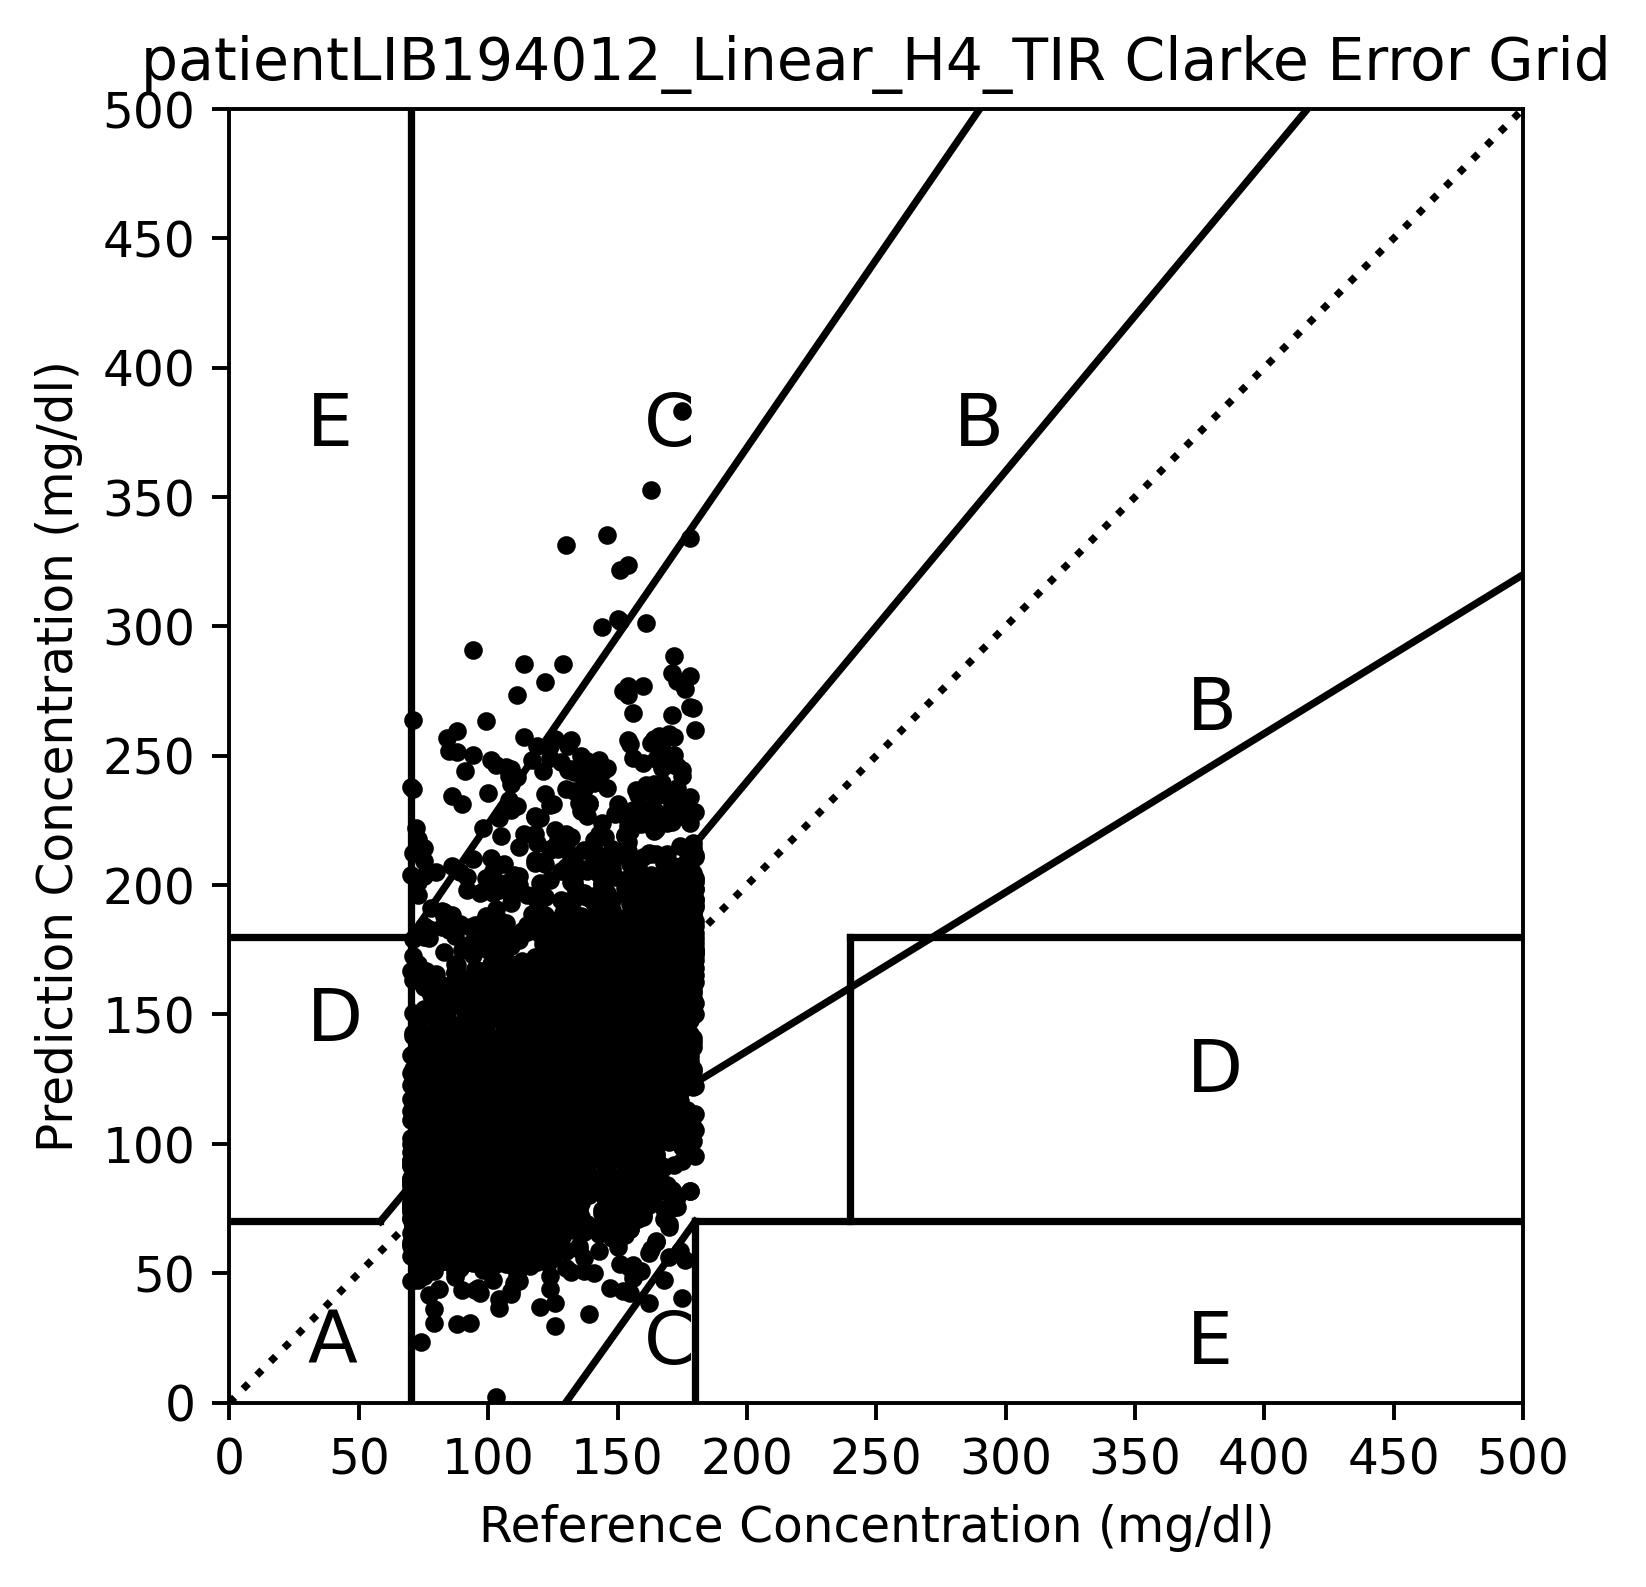 patientLIB194012_Linear_H4_TIR Clarke Error Grid
500
450
400
350
300
250
200
150
100
50
0
Prediction Concentration (mg/dl)
E
C
B
B
D
D
A
C
E
0 50 100 150 200 250 300 350 400 450 500
Reference Concentration (mg/dl)